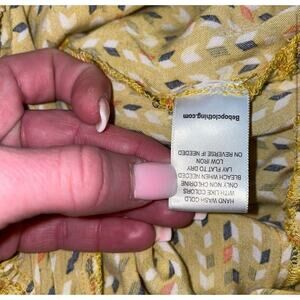 HAND WASH COLD
WITH LIKE COLORS
ONLY NON CHLORINE
BLEACH WHEN NEEDED
LAY FLAT TO DRY
LOW IRON
ON REVERSE IF NEEDED
Bebopclothing.com